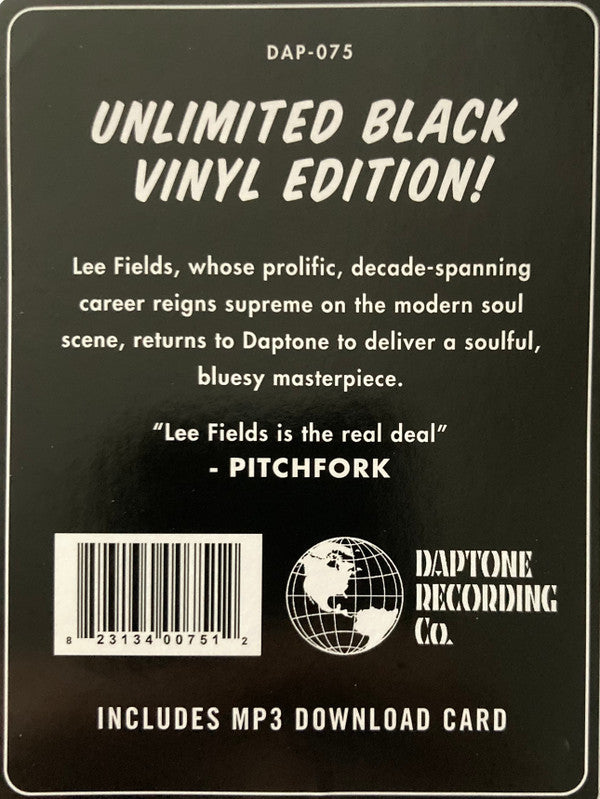 DAP-075
UNLIMITED BLACK
VINYL EDITION!
Lee Fields, whose prolific, decade-spanning
career reigns supreme on the modern soul
scene, returns to Daptone to deliver a soulful,
bluesy masterpiece.
“Lee Fields is the real deal”
- PITCHFORK
8 23134 00751 2
DAPTONE
RECORDING
Co.
INCLUDES MP3 DOWNLOAD CARD